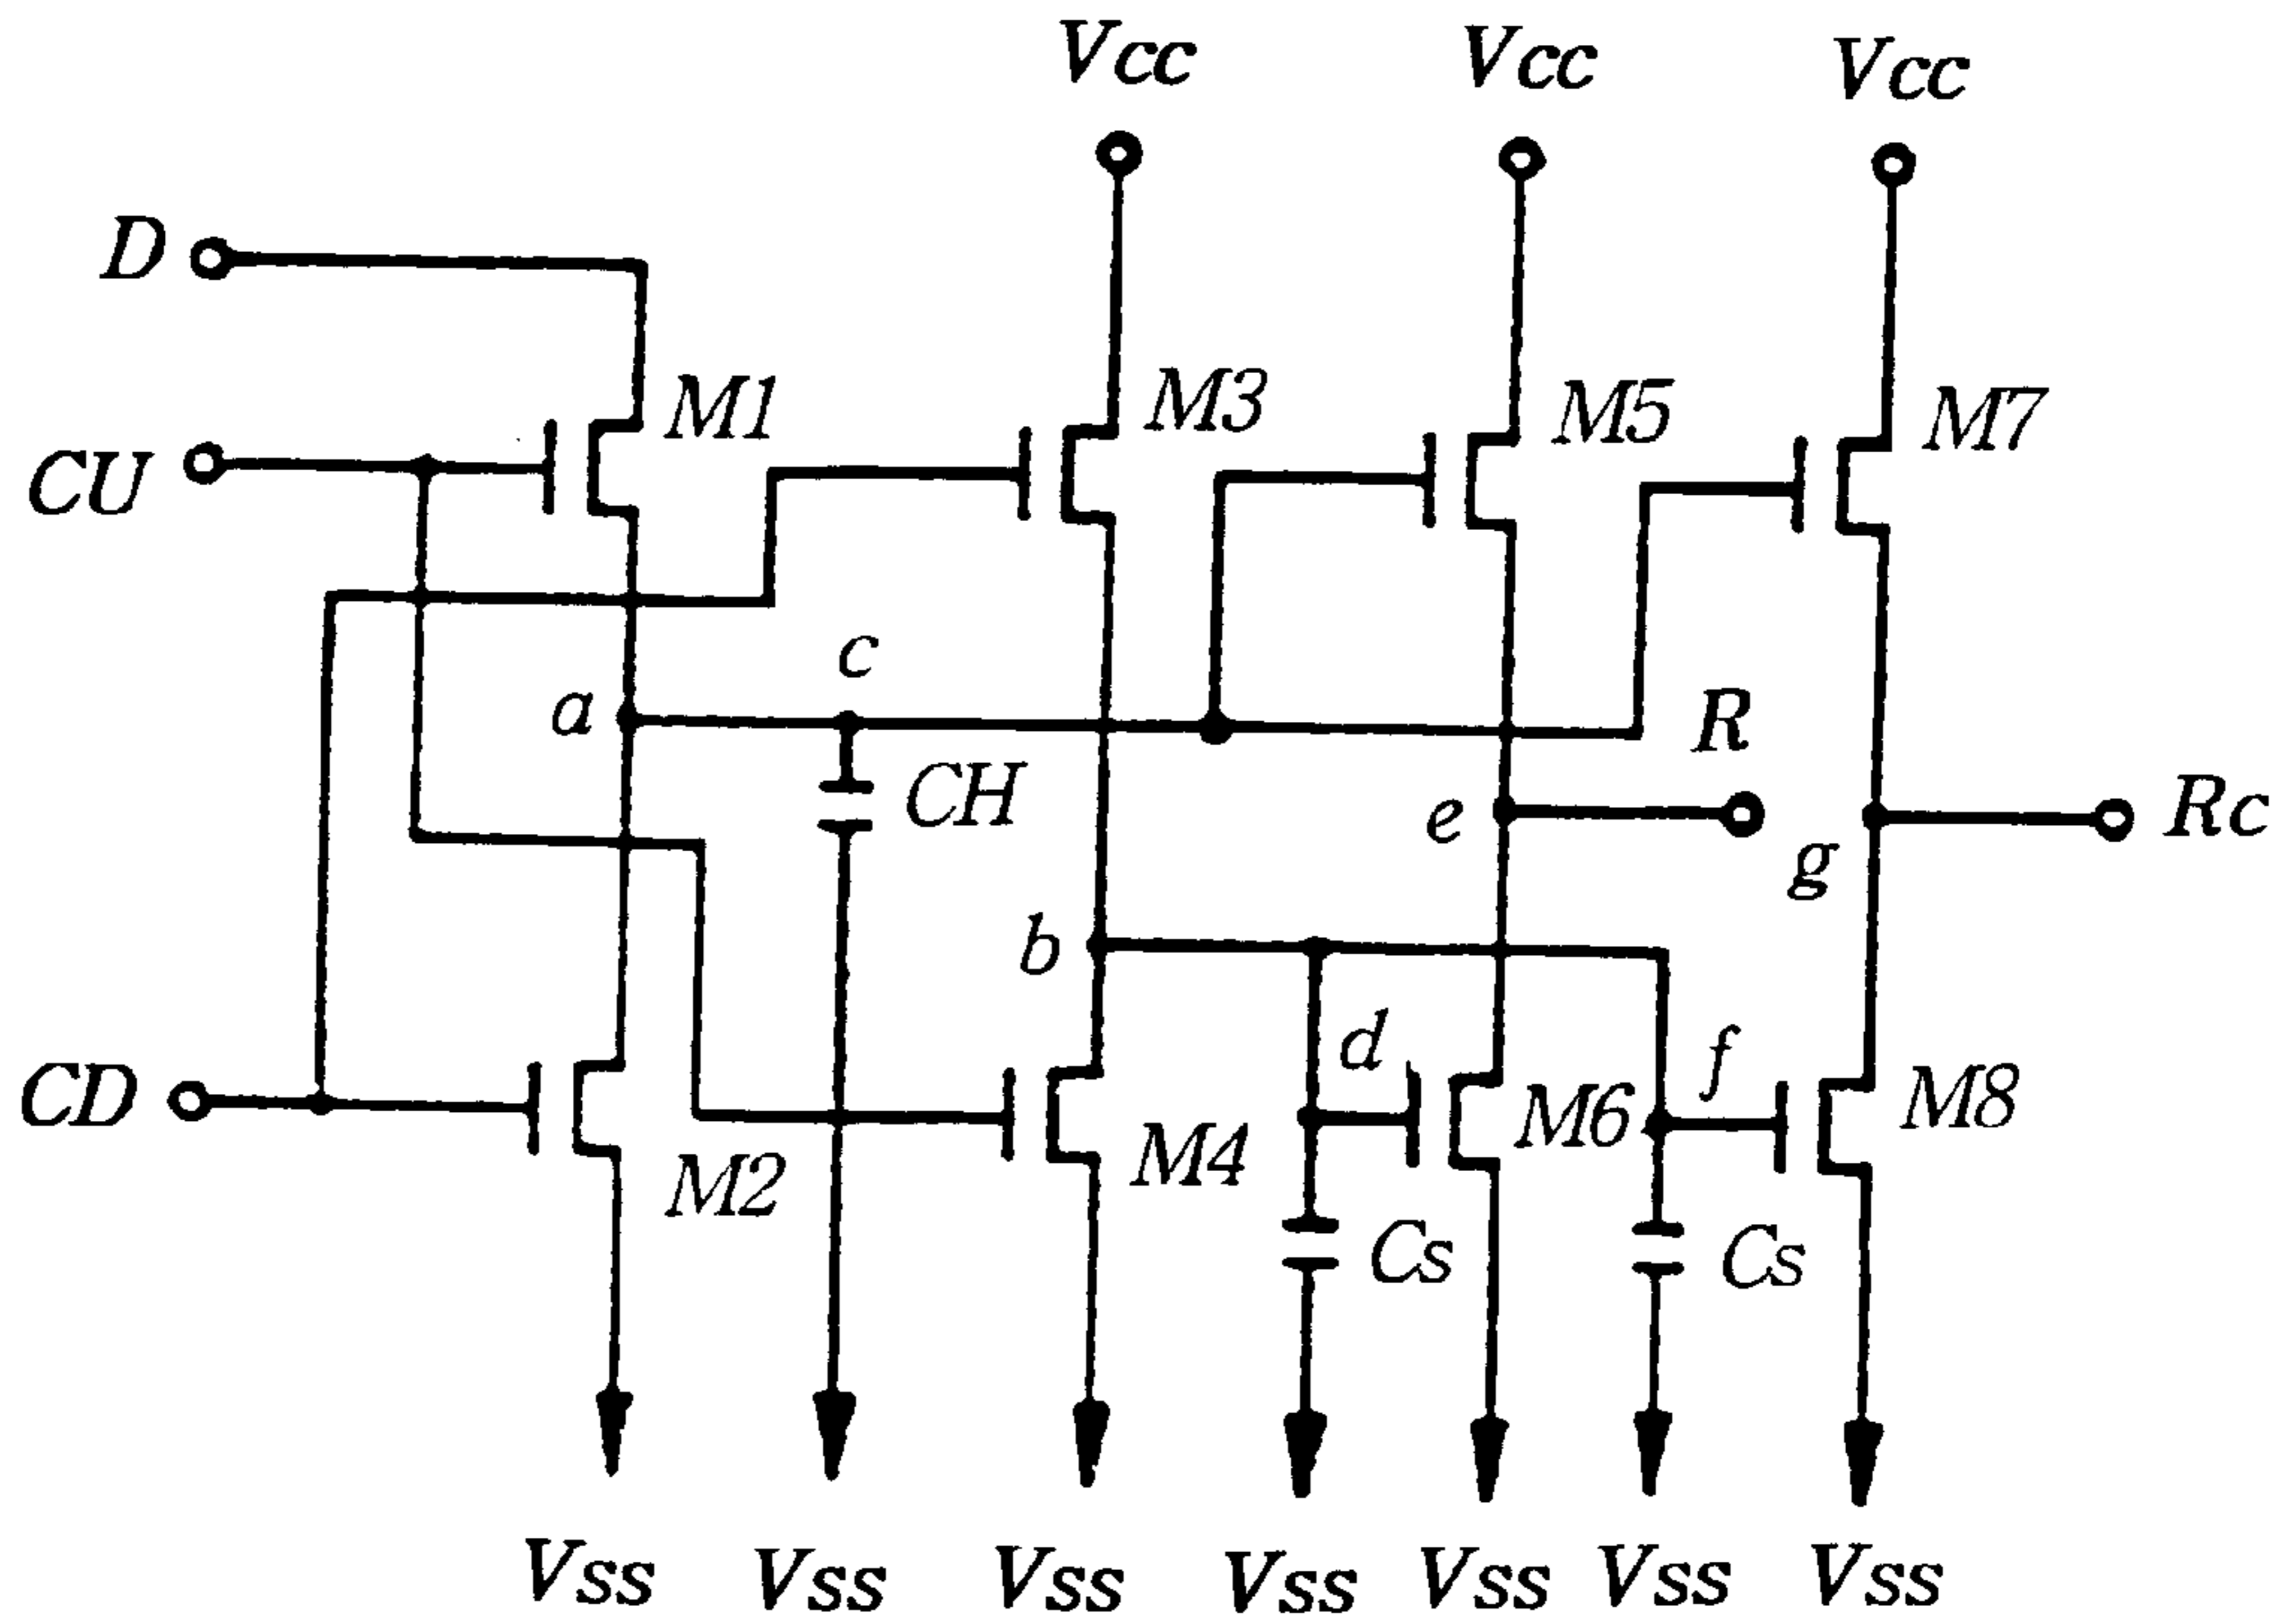 Vcc Vcc Vcc
D
M1 M3 M5 M7
CU
c
a R
CH e Rc
g
b
d f
CD M6 M8
M2 M4
Cs Cs
Vss Vss Vss Vss Vss Vss Vss